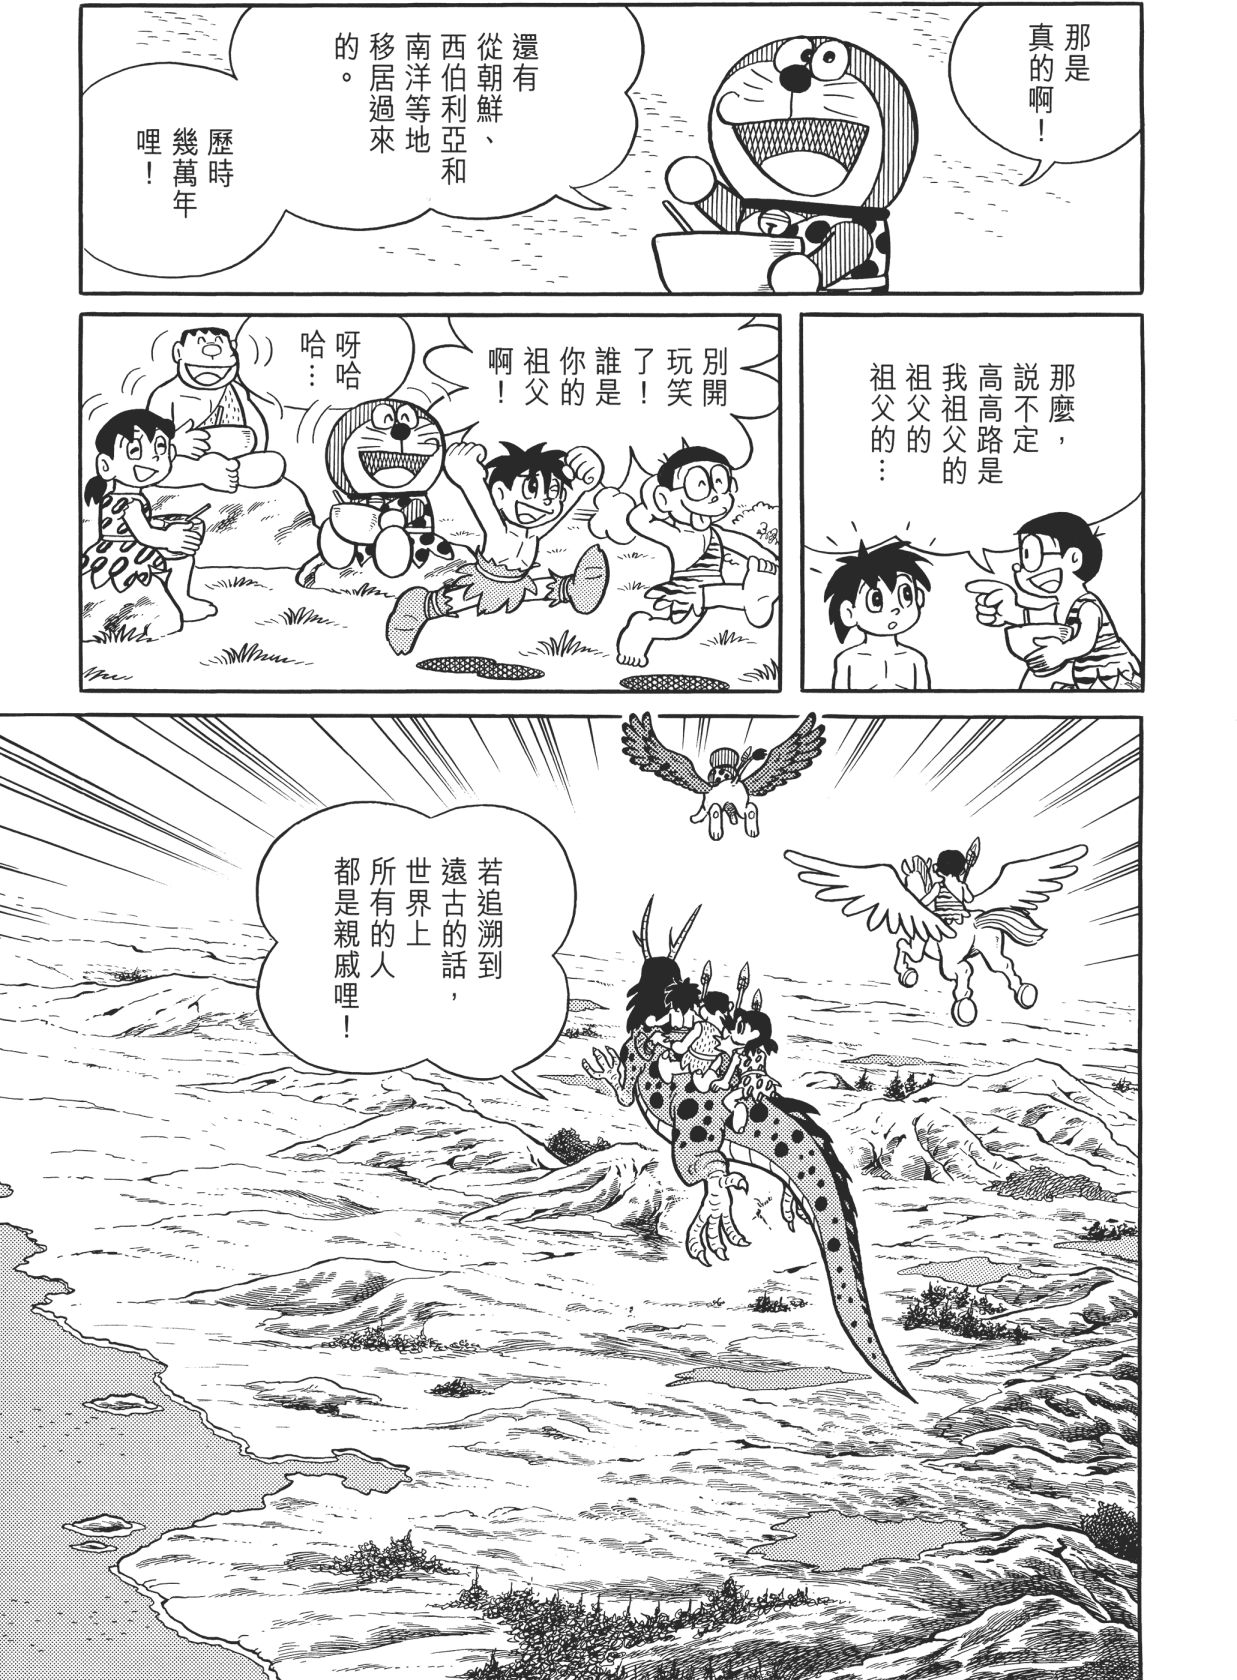 那是
真的啊！
還有
從朝鮮、
西伯利亞和
南洋等地
移居過來
的。
歷時
幾萬年
哩！
那麼，
說不定
高高路是
我祖父的
祖父的
祖父的…
別開
玩笑
了！
誰是
你的
祖父
啊！
呀哈
哈…
若追溯到
遠古的話，
世界上
所有的人
都是親戚哩！